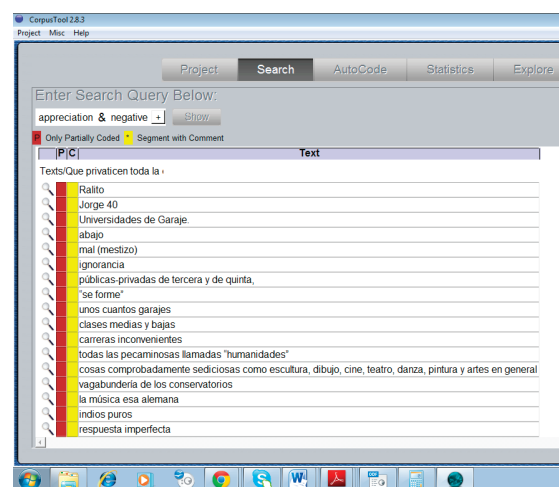 CorpusTool 2.8.3
Project Misc Help
Project Search AutoCode Statistics Explore
Enter Search Query Below:
appreciation & negative + Show
P Only Partially Coded * Segment with Comment
P C Text
Texts/Que privaticen toda la
Ralito
Jorge 40
Universidades de Garaje.
abajo
mal (mestizo)
ignorancia
públicas-privadas de tercera y de quinta,
"se forme"
unos cuantos garajes
clases medias y bajas
carreras inconvenientes
todas las pecaminosas llamadas "humanidades"
cosas comprobadamente sediciosas como escultura, dibujo, cine, teatro, danza, pintura y artes en general
vagabundería de los conservatorios
la música esa alemana
indios puros
respuesta imperfecta